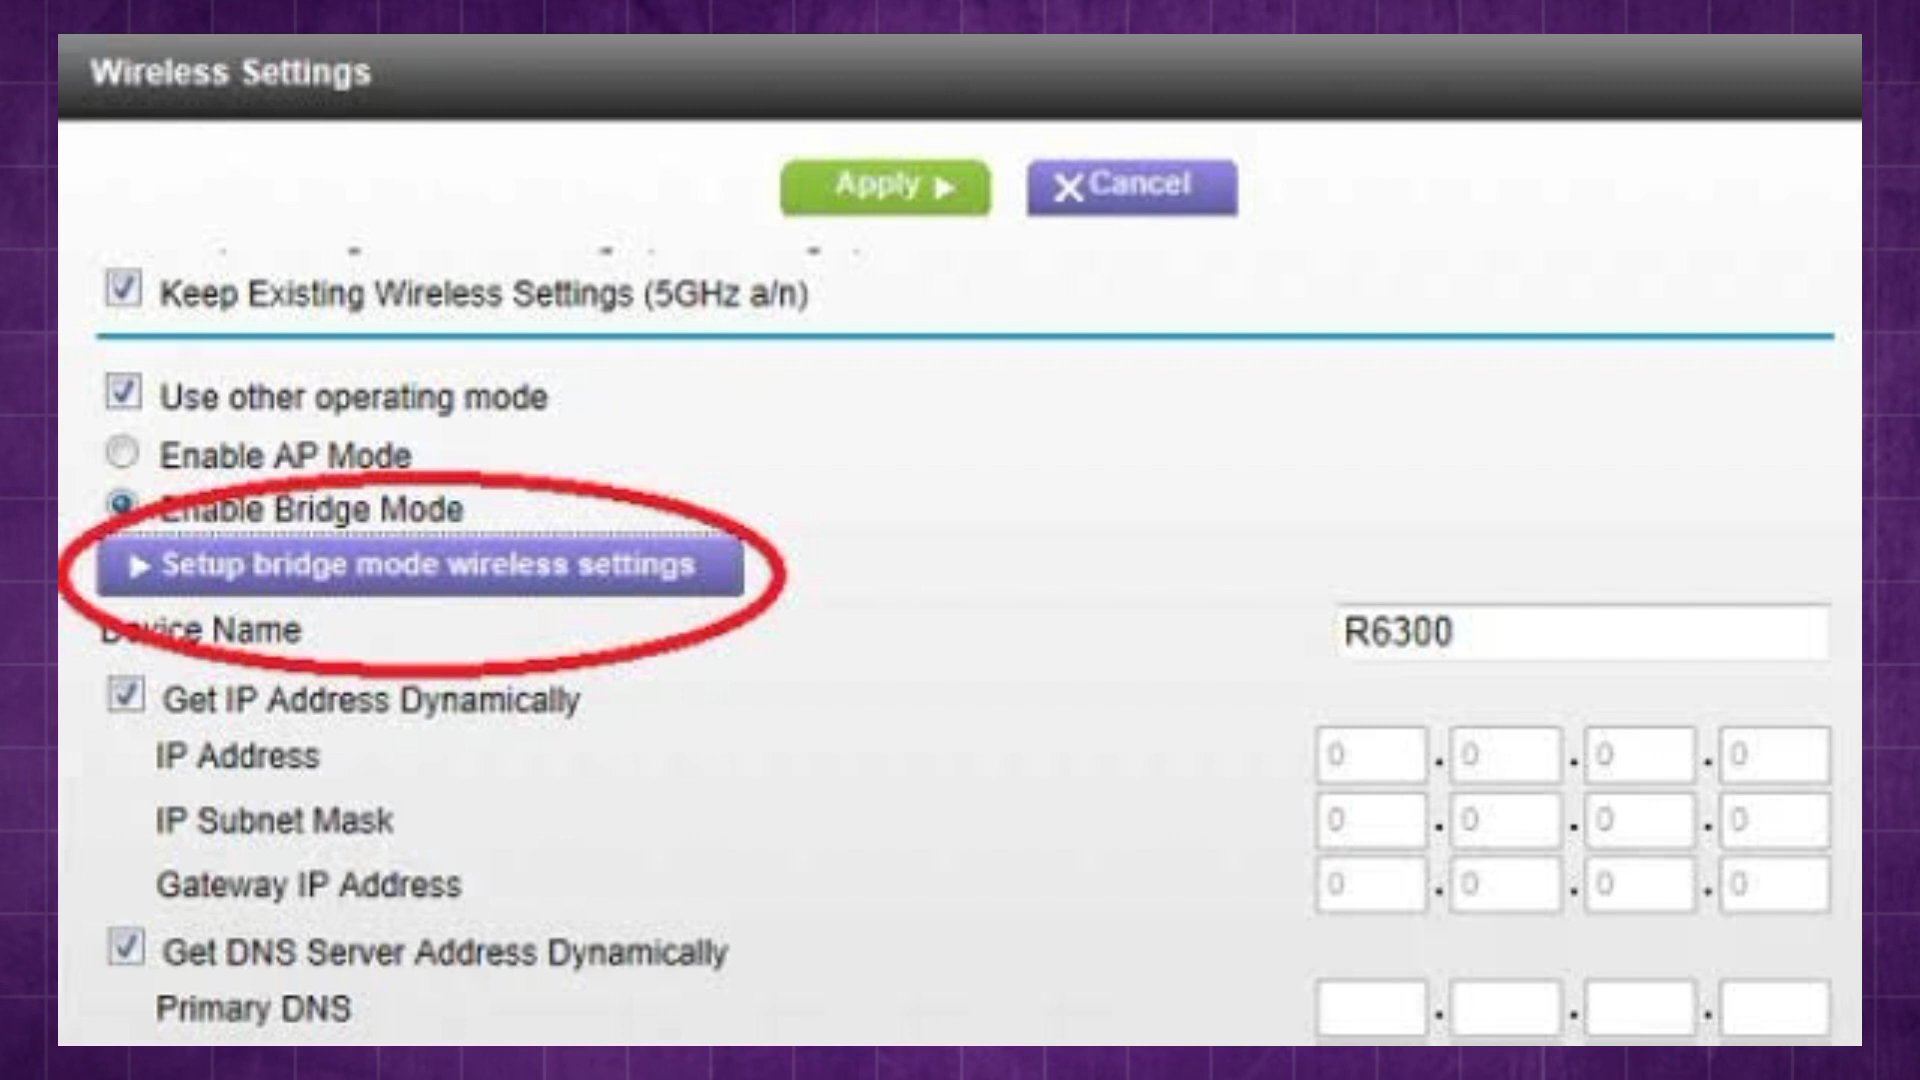 Wireless Settings
Apply
Cancel
Keep Existing Wireless Settings (5GHz a/n)
Use other operating mode
Enable AP Mode
Enable Bridge Mode
Setup bridge mode wireless settings
Device Name R6300
Get IP Address Dynamically
IP Address 0 . 0 . 0 . 0
IP Subnet Mask 0 . 0 . 0 . 0
Gateway IP Address 0 . 0 . 0 . 0
Get DNS Server Address Dynamically
Primary DNS . . .